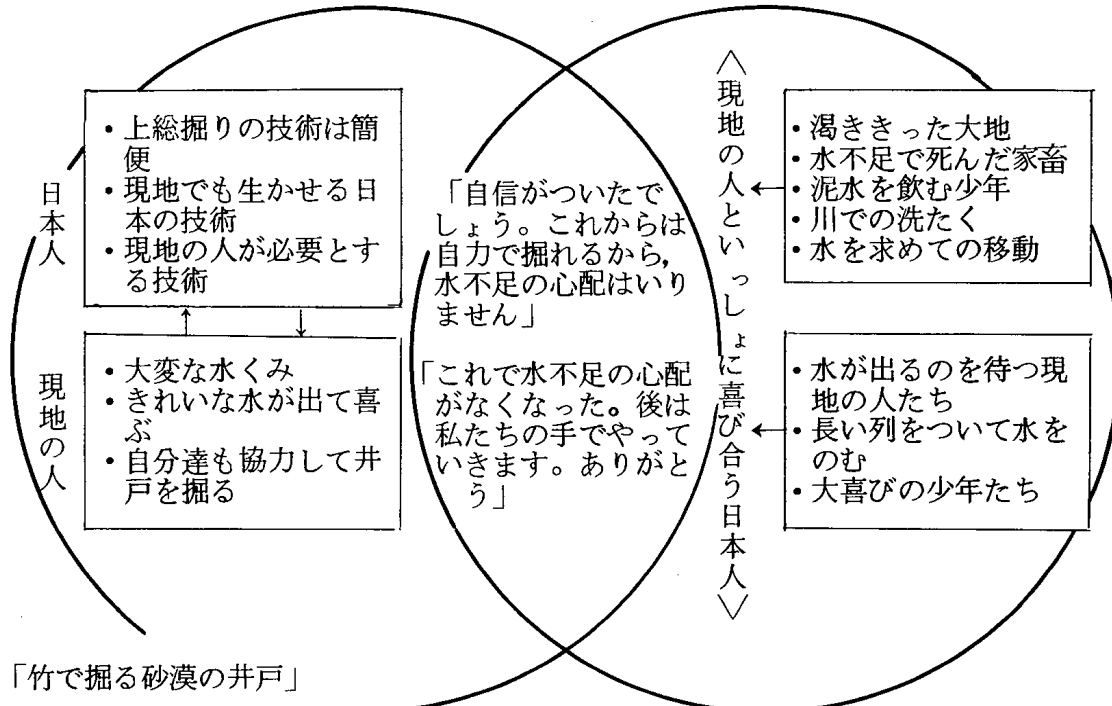 日本人
・上総掘りの技術は簡
便
・現地でも生かせる日
本の技術
・現地の人が必要とす
る技術
現地の人
・大変な水くみ
・きれいな水が出て喜
ぶ
・自分達も協力して井
戸を掘る
「自信がついたで
しょう。これからは
自力で掘れるから,
水不足の心配はいり
ません」
「これで水不足の心配
がなくなった。後は
私たちの手でやって
いきます。ありがと
う」
〈現地の人といっしょに喜び合う日本人〉
・渇ききった大地
・水不足で死んだ家畜
・泥水を飲む少年
・川での洗たく
・水を求めての移動
・水が出るのを待つ現
地の人たち
・長い列をついて水を
のむ
・大喜びの少年たち
「竹で掘る砂漠の井戸」